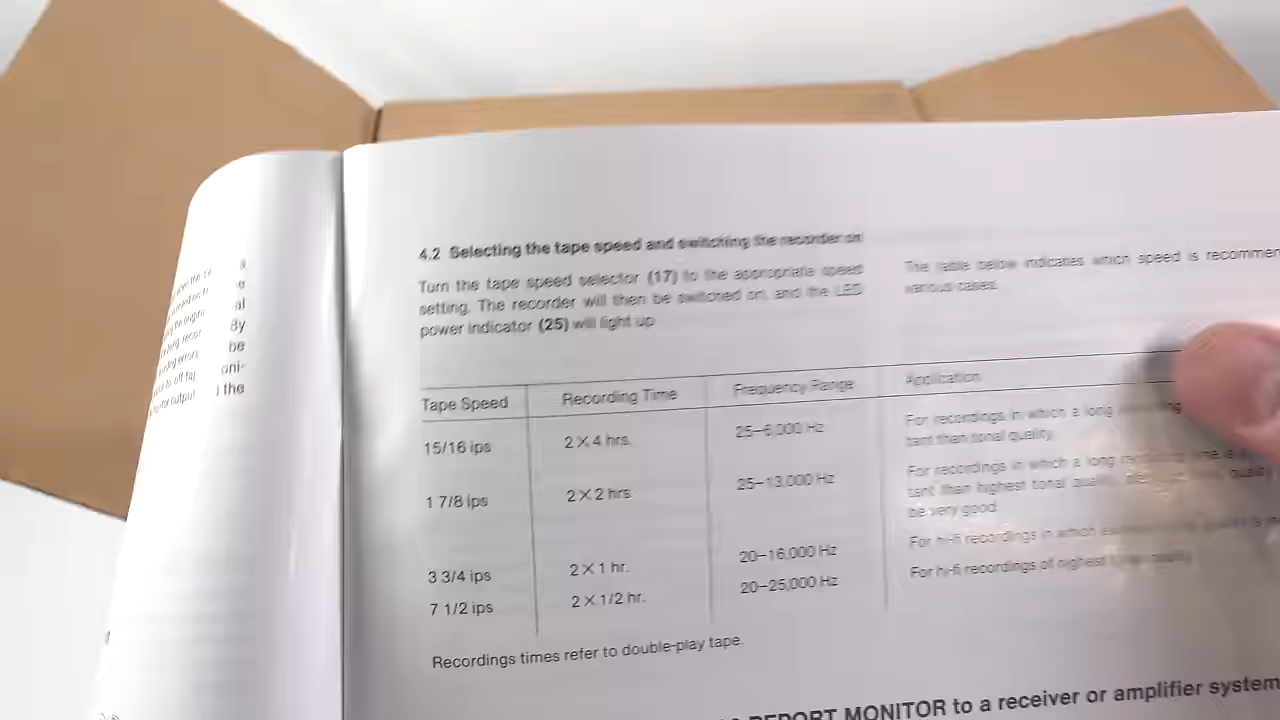 al
By
be
oni-
the
4.2 Selecting the tape speed and switching the recorder on
Turn the tape speed selector (17) to the appropriate speed
setting. The recorder will then be switched on, and the LED
power indicator (25) will light up.
The table below indicates which speed is recommen
various cases.
Tape Speed Recording Time Frequency Range Application
15/16 ips 2 X 4 hrs. 25–6,000 Hz For recordings in which a long
tant than tonal quality.
1 7/8 ips 2 X 2 hrs. 25–13,000 Hz For recordings in which a long
tant than highest tonal quality
be very good.
3 3/4 ips 2 X 1 hr. 20–16,000 Hz For hi-fi recordings in which
7 1/2 ips 2 X 1/2 hr. 20–25,000 Hz For hi-fi recordings of highest
Recordings times refer to double-play tape.
REPORT MONITOR to a receiver or amplifier system